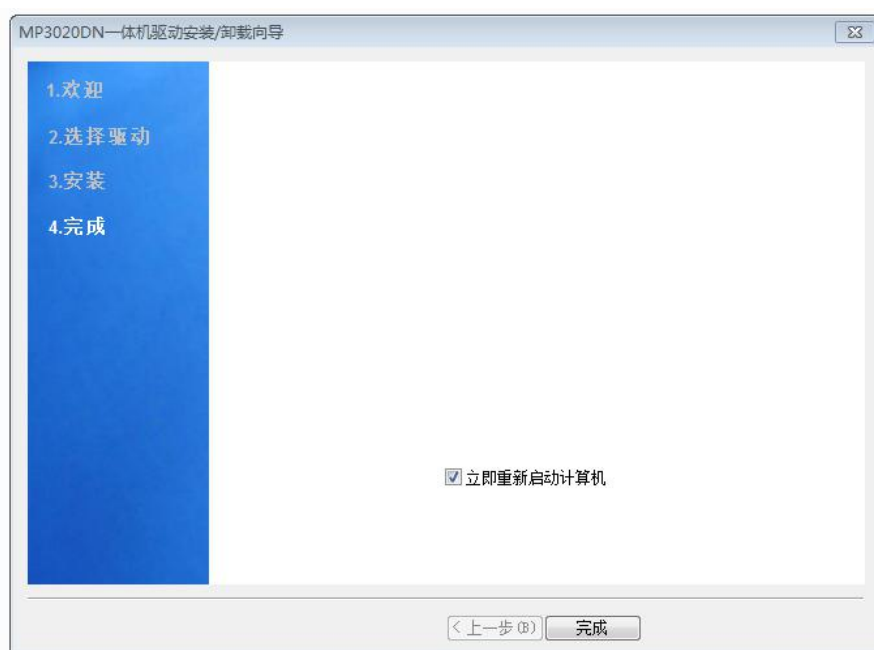 MP3020DN一体机驱动安装/卸载向导
1.欢迎
2.选择驱动
3.安装
4.完成
立即重新启动计算机
< 上一步(B)
完成